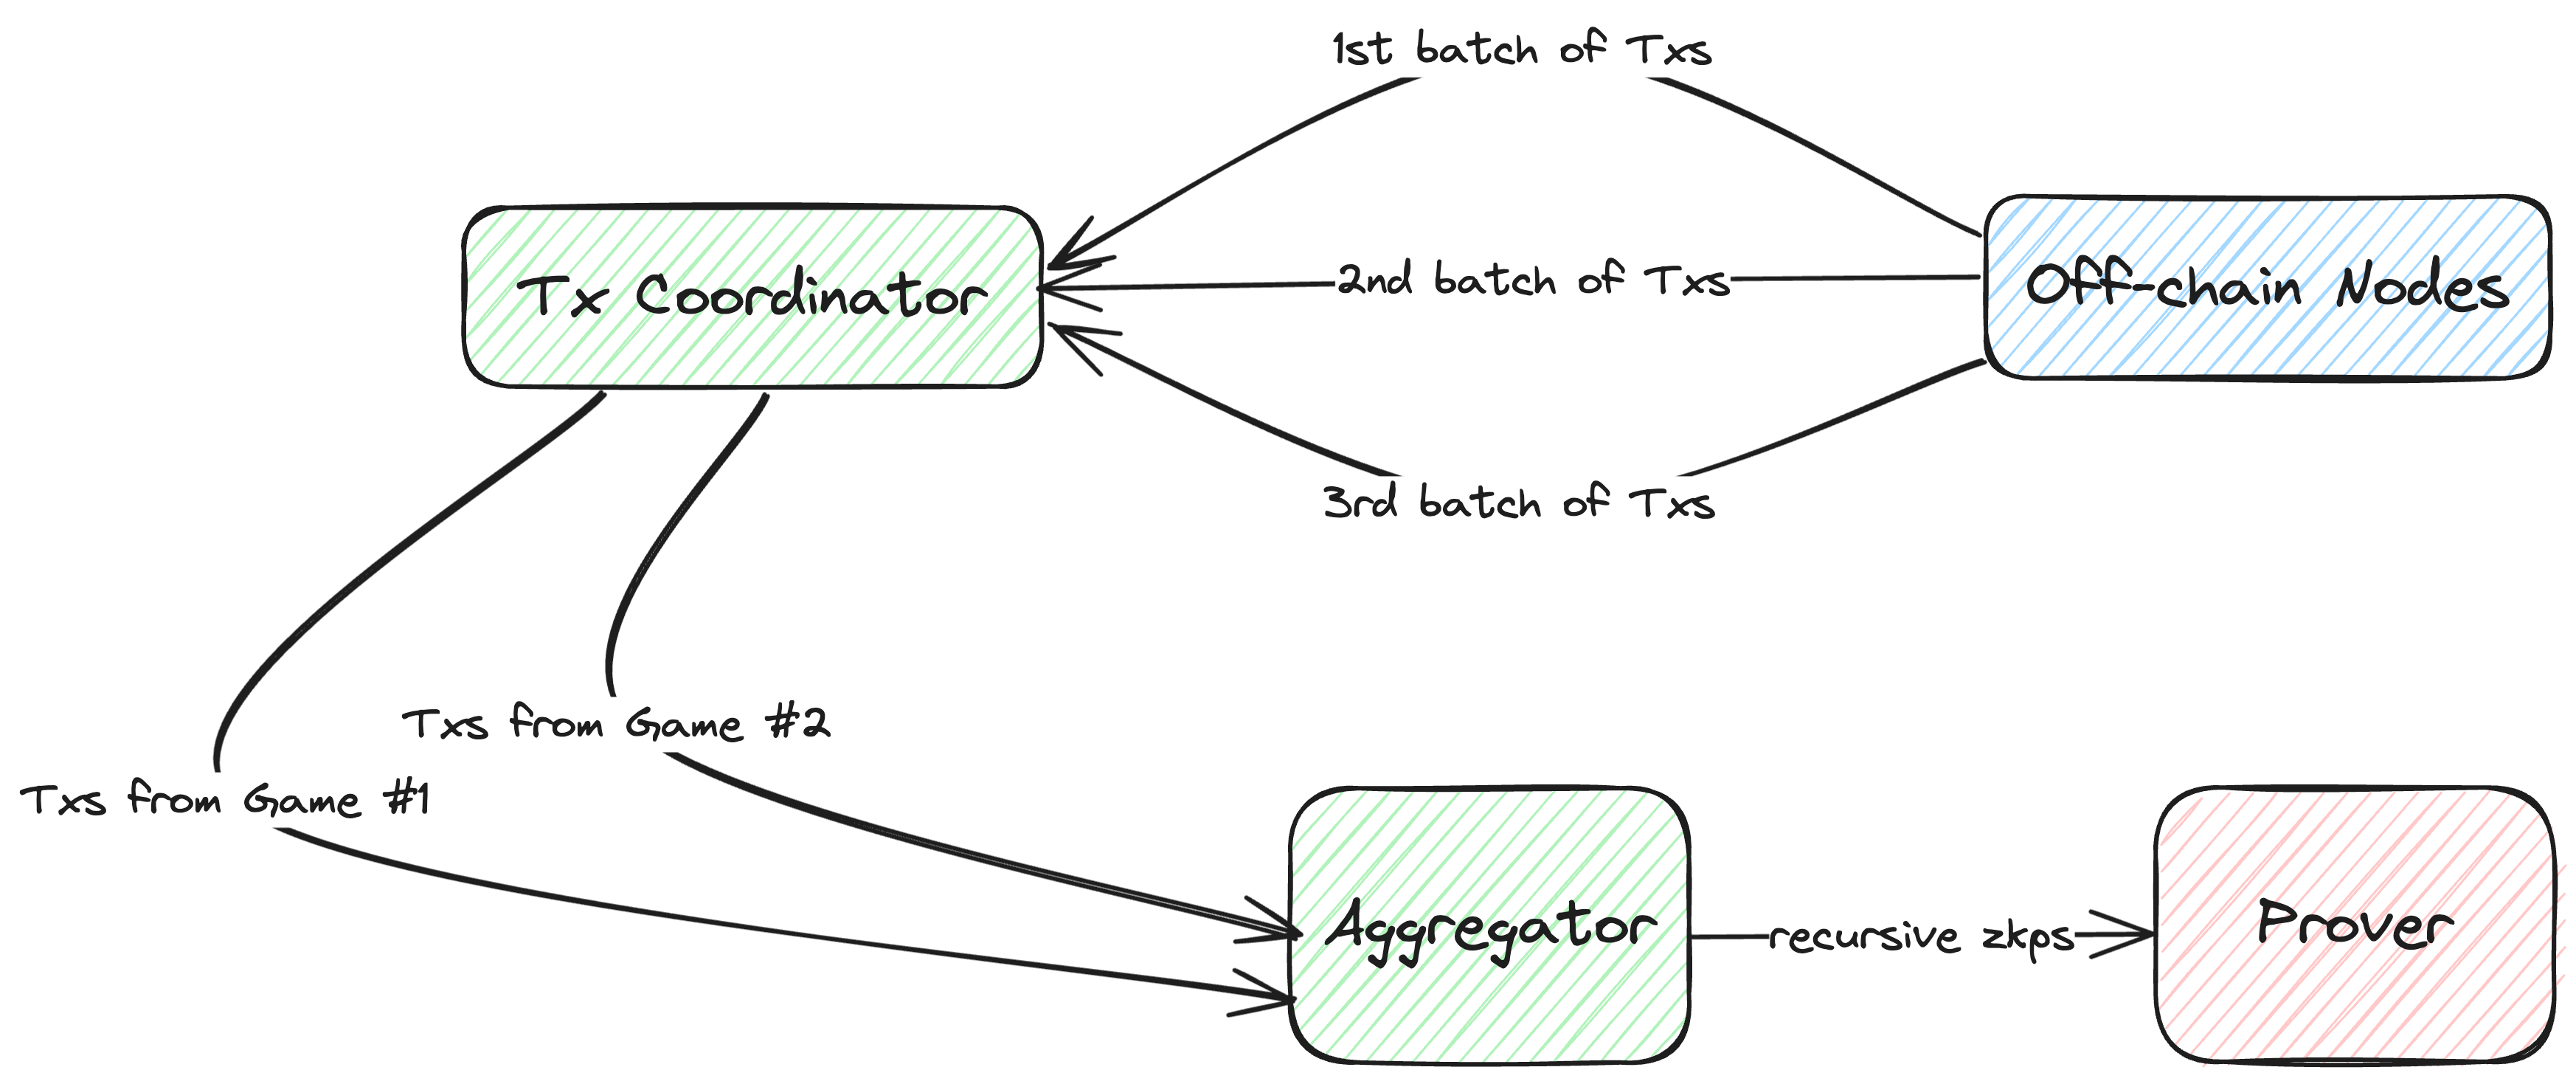 1st batch of Txs
Tx Coordinator
2nd batch of Txs
Off-chain Nodes
3rd batch of Txs
Txs from Game #2
Txs from Game #1
Aggregator
recursive zkps
Prover